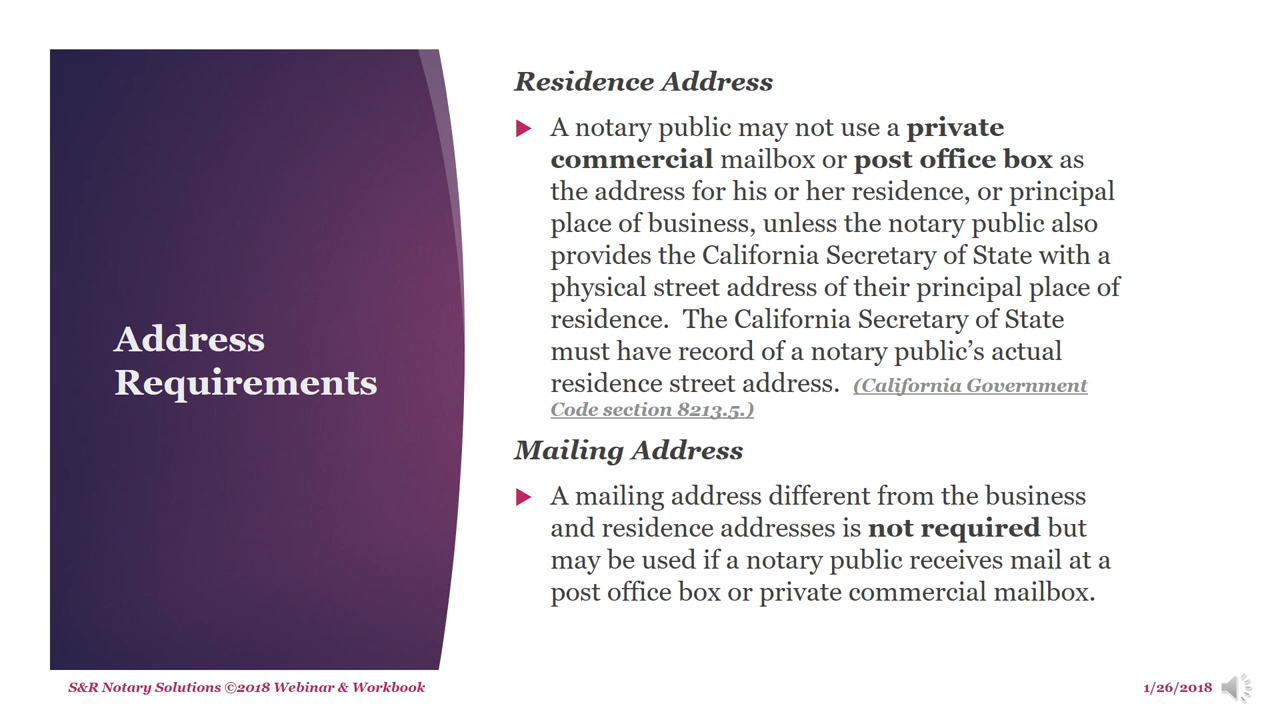 Address
Requirements
Residence Address
A notary public may not use a private
commercial mailbox or post office box as
the address for his or her residence, or principal
place of business, unless the notary public also
provides the California Secretary of State with a
physical street address of their principal place of
residence.  The California Secretary of State
must have record of a notary public’s actual
residence street address.  (California Government
Code section 8213.5.)
Mailing Address
A mailing address different from the business
and residence addresses is not required but
may be used if a notary public receives mail at a
post office box or private commercial mailbox.
S&R Notary Solutions ©2018 Webinar & Workbook
1/26/2018